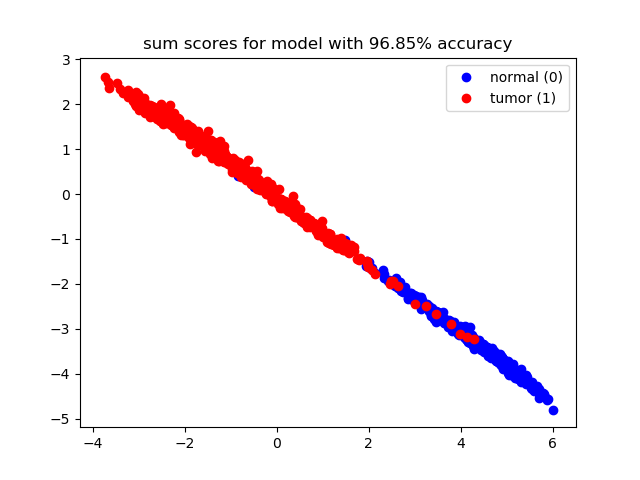 sum scores for model with 96.85% accuracy
normal (0)
tumor (1)
3
2
1
0
−1
−2
−3
−4
−5
−4 −2 0 2 4 6